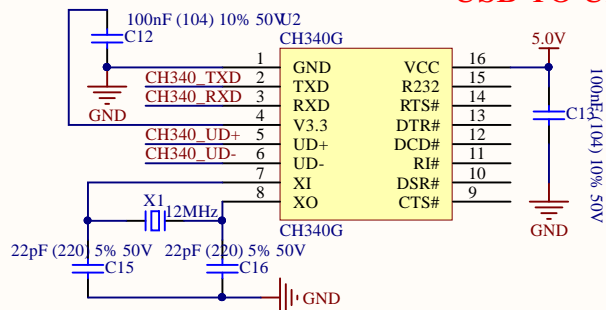 100nF (104) 10% 50V
U2
C12
CH340G
5.0V
1 GND VCC 16
CH340_TXD 2 TXD R232 15
CH340_RXD 3 RXD RTS# 14
4 V3.3 DTR# 13
CH340_UD+ 5 UD+ DCD# 12
CH340_UD- 6 UD- RI# 11
7 XI DSR# 10
8 XO CTS# 9
GND
C13
100nF (104) 10% 50V
GND
X1
12MHz
CH340G
22pF (220) 5% 50V
22pF (220) 5% 50V
C15
C16
GND